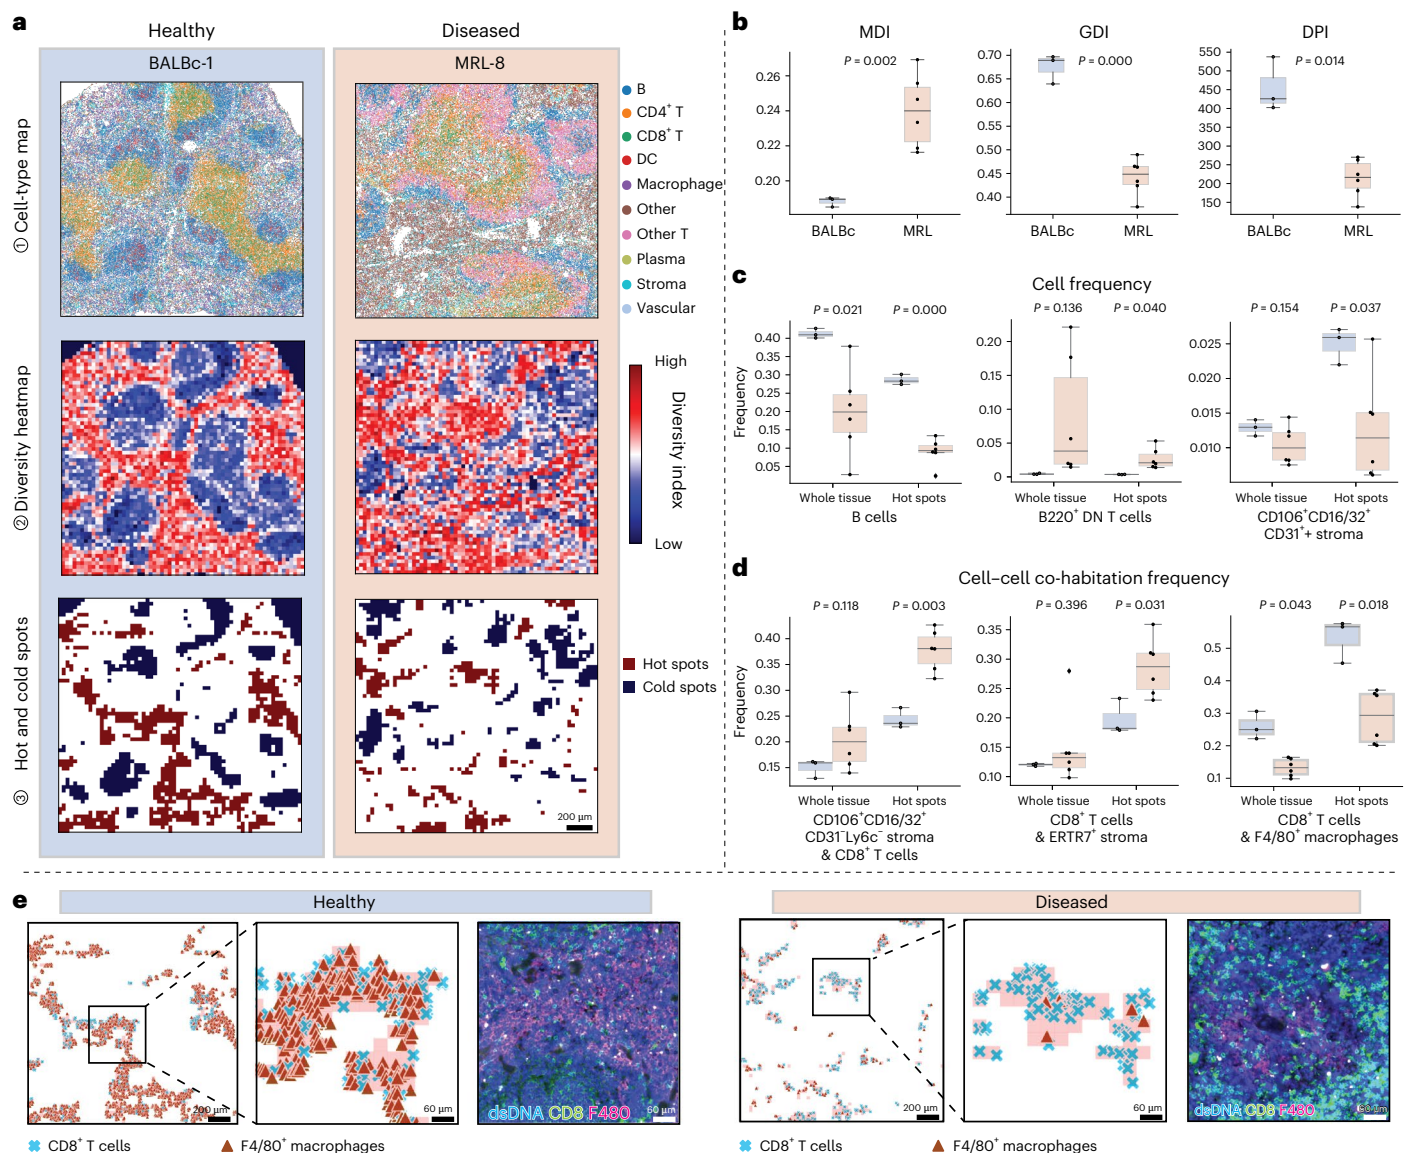 a
Healthy
Diseased
BALBc-1
MRL-8
① Cell-type map
B
CD4⁺ T
CD8⁺ T
DC
Macrophage
Other
Other T
Plasma
Stroma
Vascular
② Diversity heatmap
High
Diversity index
Low
③ Hot and cold spots
Hot spots
Cold spots
200 μm
b
MDI
GDI
DPI
P = 0.002
P = 0.000
P = 0.014
0.26
0.24
0.22
0.20
0.70
0.65
0.60
0.55
0.50
0.45
0.40
550
500
450
400
350
300
250
200
150
BALBc
MRL
BALBc
MRL
BALBc
MRL
c
Cell frequency
P = 0.021
P = 0.000
P = 0.136
P = 0.040
P = 0.154
P = 0.037
Frequency
0.40
0.35
0.30
0.25
0.20
0.15
0.10
0.05
0.20
0.15
0.10
0.05
0
0.025
0.020
0.015
0.010
Whole tissue
Hot spots
Whole tissue
Hot spots
Whole tissue
Hot spots
B cells
B220⁺ DN T cells
CD106⁺CD16/32⁺
CD31⁺+ stroma
d
Cell–cell co-habitation frequency
P = 0.118
P = 0.003
P = 0.396
P = 0.031
P = 0.043
P = 0.018
Frequency
0.40
0.35
0.30
0.25
0.20
0.15
0.35
0.30
0.25
0.20
0.15
0.10
0.5
0.4
0.3
0.2
0.1
Whole tissue
Hot spots
Whole tissue
Hot spots
Whole tissue
Hot spots
CD106⁺CD16/32⁺
CD31⁻Ly6c⁻ stroma
& CD8⁺ T cells
CD8⁺ T cells
& ERTR7⁺ stroma
CD8⁺ T cells
& F4/80⁺ macrophages
e
Healthy
Diseased
200 μm
60 μm
dsDNA CD8 F480
60 μm
200 μm
60 μm
dsDNA CD8 F480
60 μm
CD8⁺ T cells
F4/80⁺ macrophages
CD8⁺ T cells
F4/80⁺ macrophages